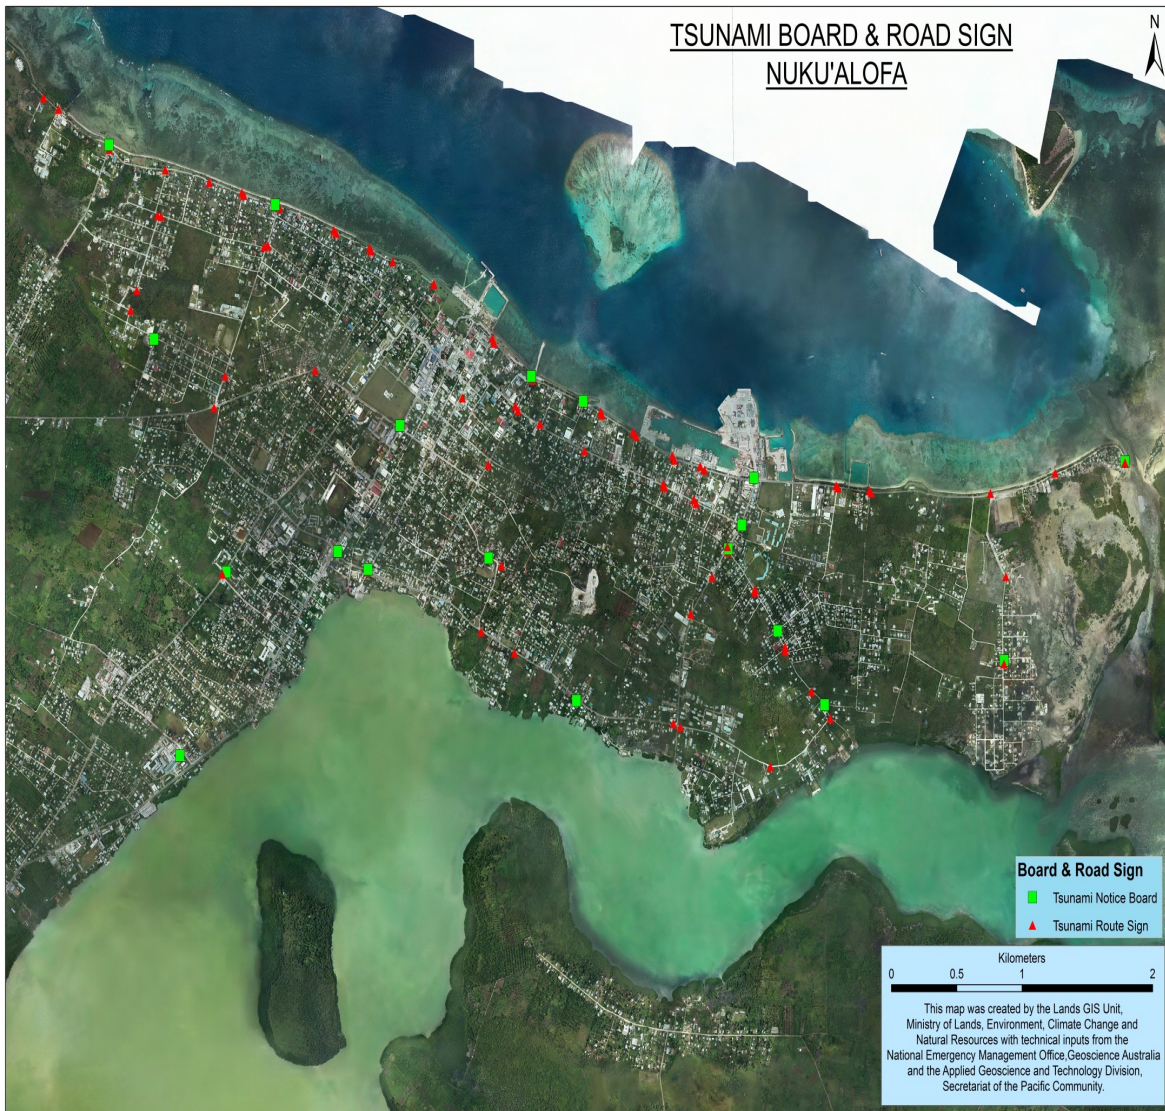 TSUNAMI BOARD & ROAD SIGN
NUKU'ALOFA
N
Board & Road Sign
Tsunami Notice Board
Tsunami Route Sign
Kilometers
0 0.5 1 2
This map was created by the Lands GIS Unit,
Ministry of Lands, Environment, Climate Change and
Natural Resources with technical inputs from the
National Emergency Management Office,Geoscience Australia
and the Applied Geoscience and Technology Division,
Secretariat of the Pacific Community.